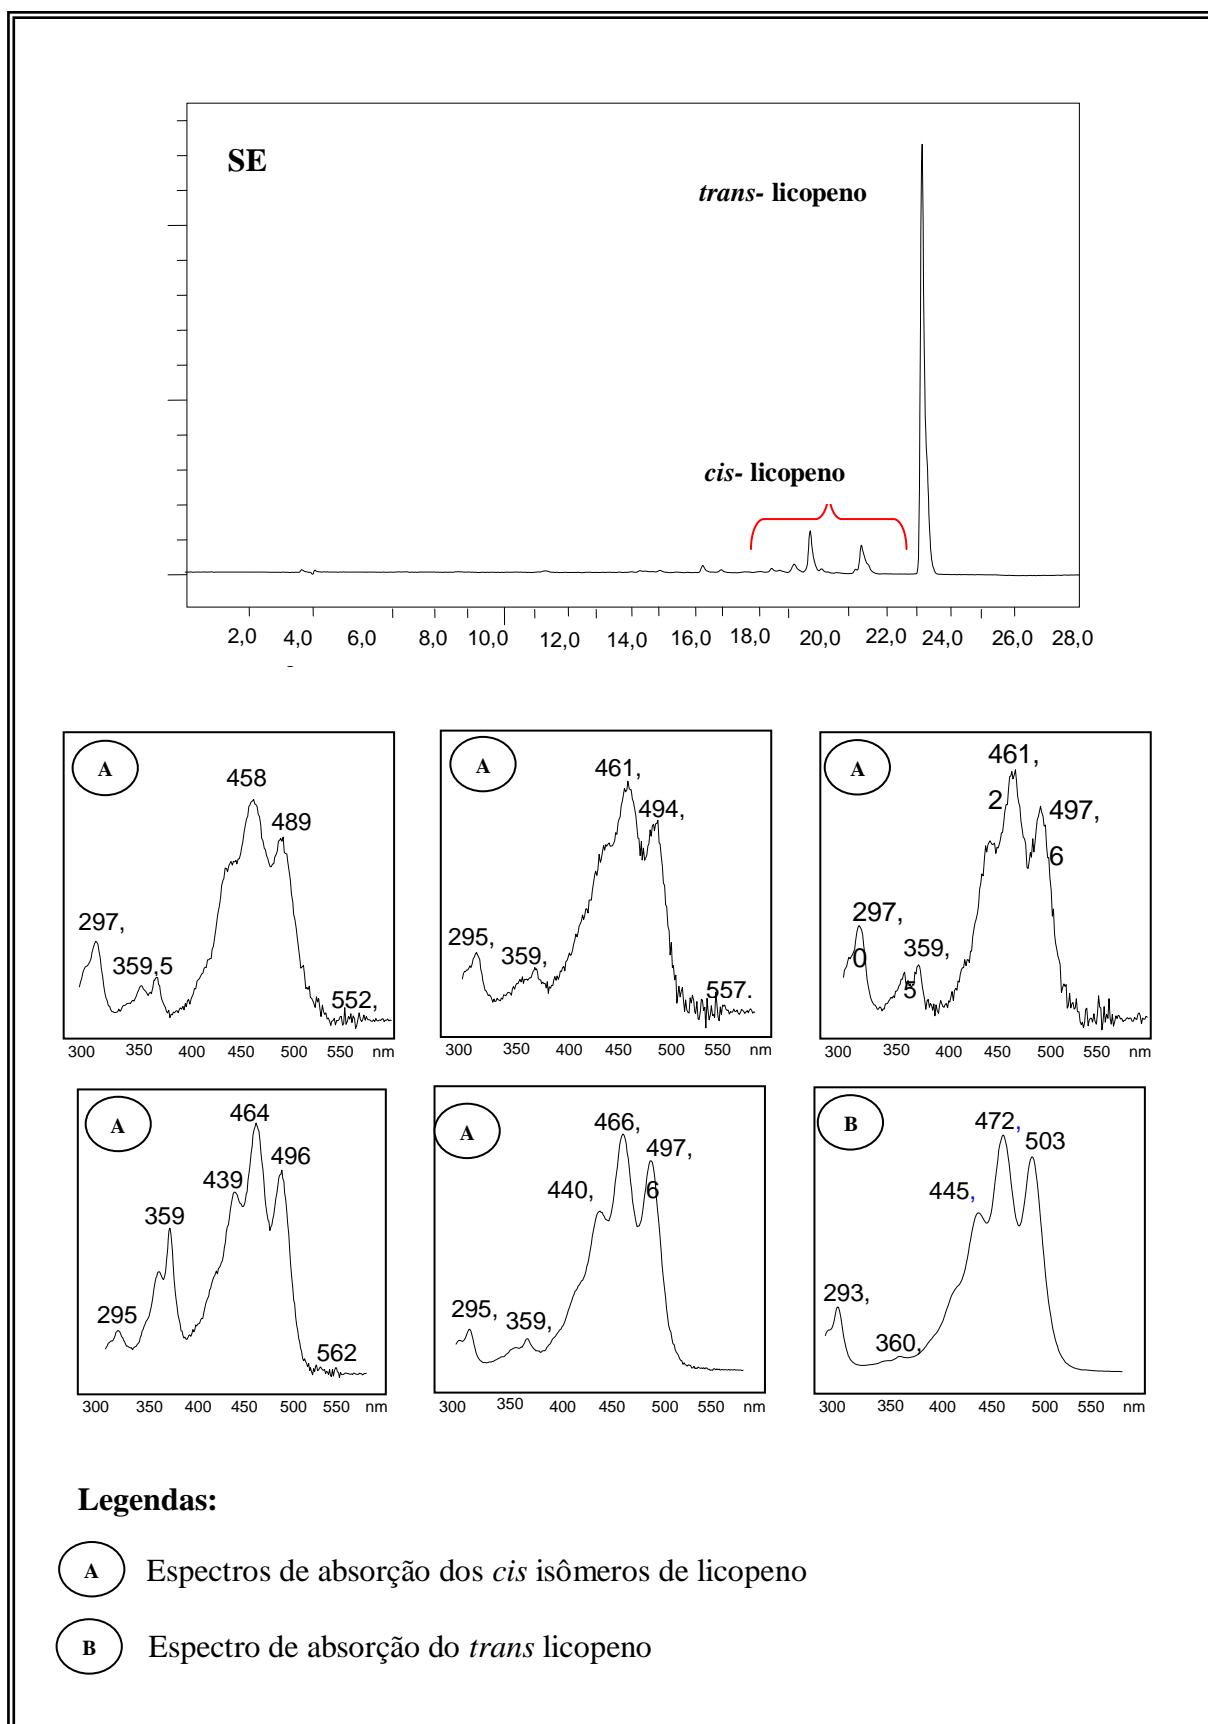 SE
trans- licopeno
cis- licopeno
2,0 4,0 6,0 8,0 10,0 12,0 14,0 16,0 18,0 20,0 22,0 24,0 26,0 28,0
A
458
489
297,
359,5
552,
300 350 400 450 500 550 nm
A
461,
494,
295,
359,
557.
300 350 400 450 500 550 nm
A
461,
2
497,
6
297,
0
359,
5
300 350 400 450 500 550 nm
A
464
496
439
359
295
562
300 350 400 450 500 550 nm
A
466,
497,
6
440,
295,
359,
300 350 400 450 500 550 nm
B
472,
503
445,
293,
360,
300 350 400 450 500 550 nm
Legendas:
A Espectros de absorção dos cis isômeros de licopeno
B Espectro de absorção do trans licopeno